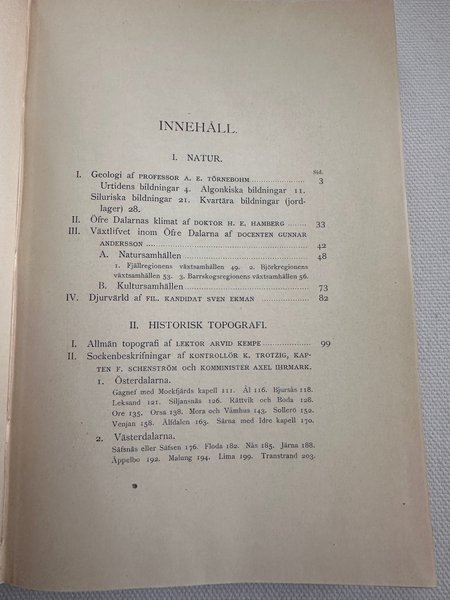 INNEHÅLL.
I. NATUR.
Sid.
I. Geologi af PROFESSOR A. E. TÖRNEBOHM 3
Urtidens bildningar 4. Algonkiska bildningar 11.
Siluriska bildningar 21. Kvartära bildningar (jord-
lager) 28.
II. Öfre Dalarnas klimat af DOKTOR H. E. HAMBERG 33
III. Växtlifvet inom Öfre Dalarna af DOCENTEN GUNNAR
ANDERSSON 42
A. Natursamhällen 48
1. Fjällregionens växtsamhällen 49. 2. Björkregionens
växtsamhällen 53. 3. Barrskogsregionens växtsamhällen 56.
B. Kultursamhällen 73
IV. Djurvärld af FIL. KANDIDAT SVEN EKMAN 82
II. HISTORISK TOPOGRAFI.
I. Allmän topografi af LEKTOR ARVID KEMPE 99
II. Sockenbeskrifningar af KONTROLLÖR K. TROTZIG, KAP-
TEN F. SCHENSTRÖM och KOMMINISTER AXEL IHRMARK.
1. Österdalarna.
Gagnef med Mockfjärds kapell 111. Ål 116. Bjursås 118.
Leksand 121. Siljansnäs 126. Rättvik och Boda 128.
Ore 135. Orsa 138. Mora och Våmhus 143. Sollerö 152.
Venjan 158. Älfdalen 163. Särna med Idre kapell 170.
2. Västerdalarna.
Säfsnäs eller Säfsen 176. Floda 182. Nås 185. Järna 188.
Äppelbo 192. Malung 194. Lima 199. Transtrand 203.